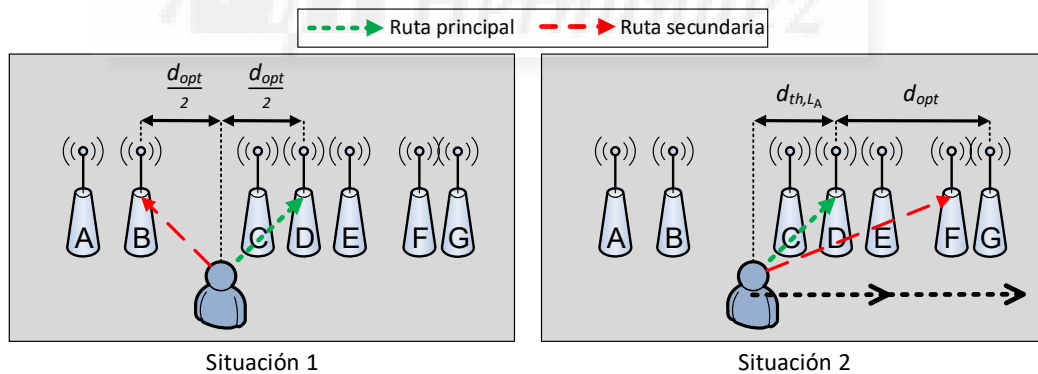 Ruta principal Ruta secundaria
d_opt/2 d_opt/2 d_th,L_A d_opt
A B C D E F G A B C D E F G
Situación 1 Situación 2